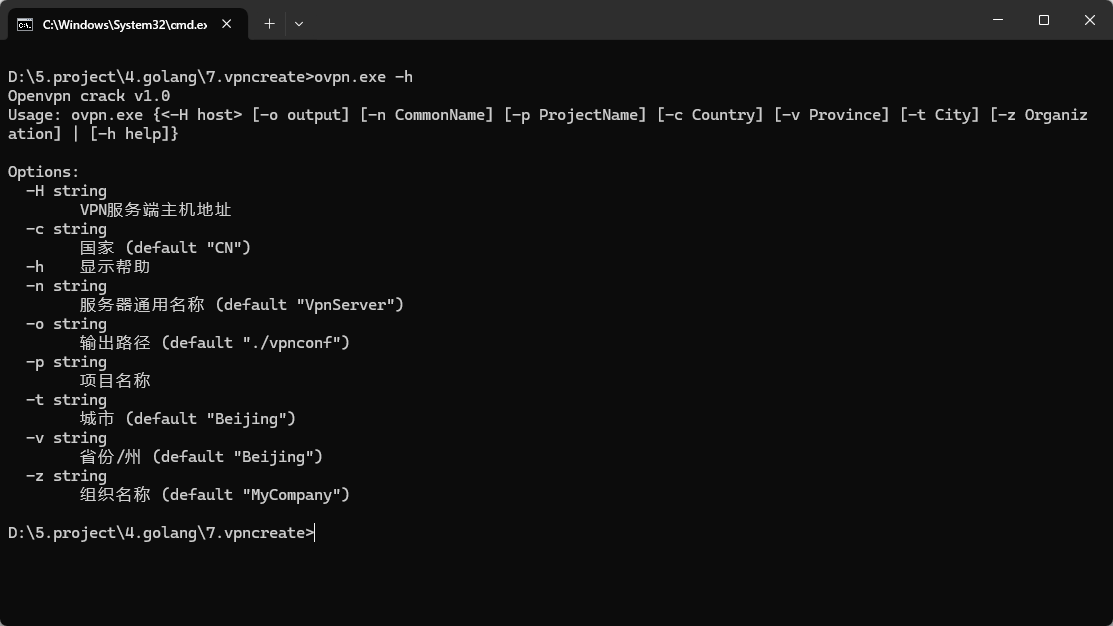 C:\Windows\System32\cmd.ex
D:\5.project\4.golang\7.vpncreate>ovpn.exe -h
Openvpn crack v1.0
Usage: ovpn.exe {<-H host> [-o output] [-n CommonName] [-p ProjectName] [-c Country] [-v Province] [-t City] [-z Organiz
ation] | [-h help]}
Options:
  -H string
        VPN服务端主机地址
  -c string
        国家 (default "CN")
  -h    显示帮助
  -n string
        服务器通用名称 (default "VpnServer")
  -o string
        输出路径 (default "./vpnconf")
  -p string
        项目名称
  -t string
        城市 (default "Beijing")
  -v string
        省份/州 (default "Beijing")
  -z string
        组织名称 (default "MyCompany")
D:\5.project\4.golang\7.vpncreate>